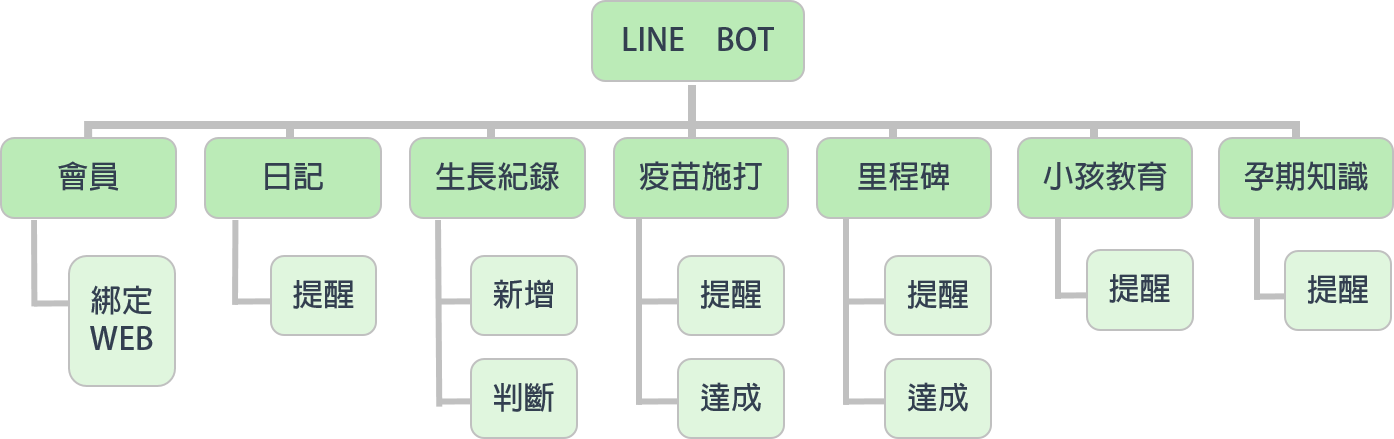 LINE BOT
會員
日記
生長紀錄
疫苗施打
里程碑
小孩教育
孕期知識
綁定
WEB
提醒
新增
提醒
提醒
提醒
提醒
判斷
達成
達成